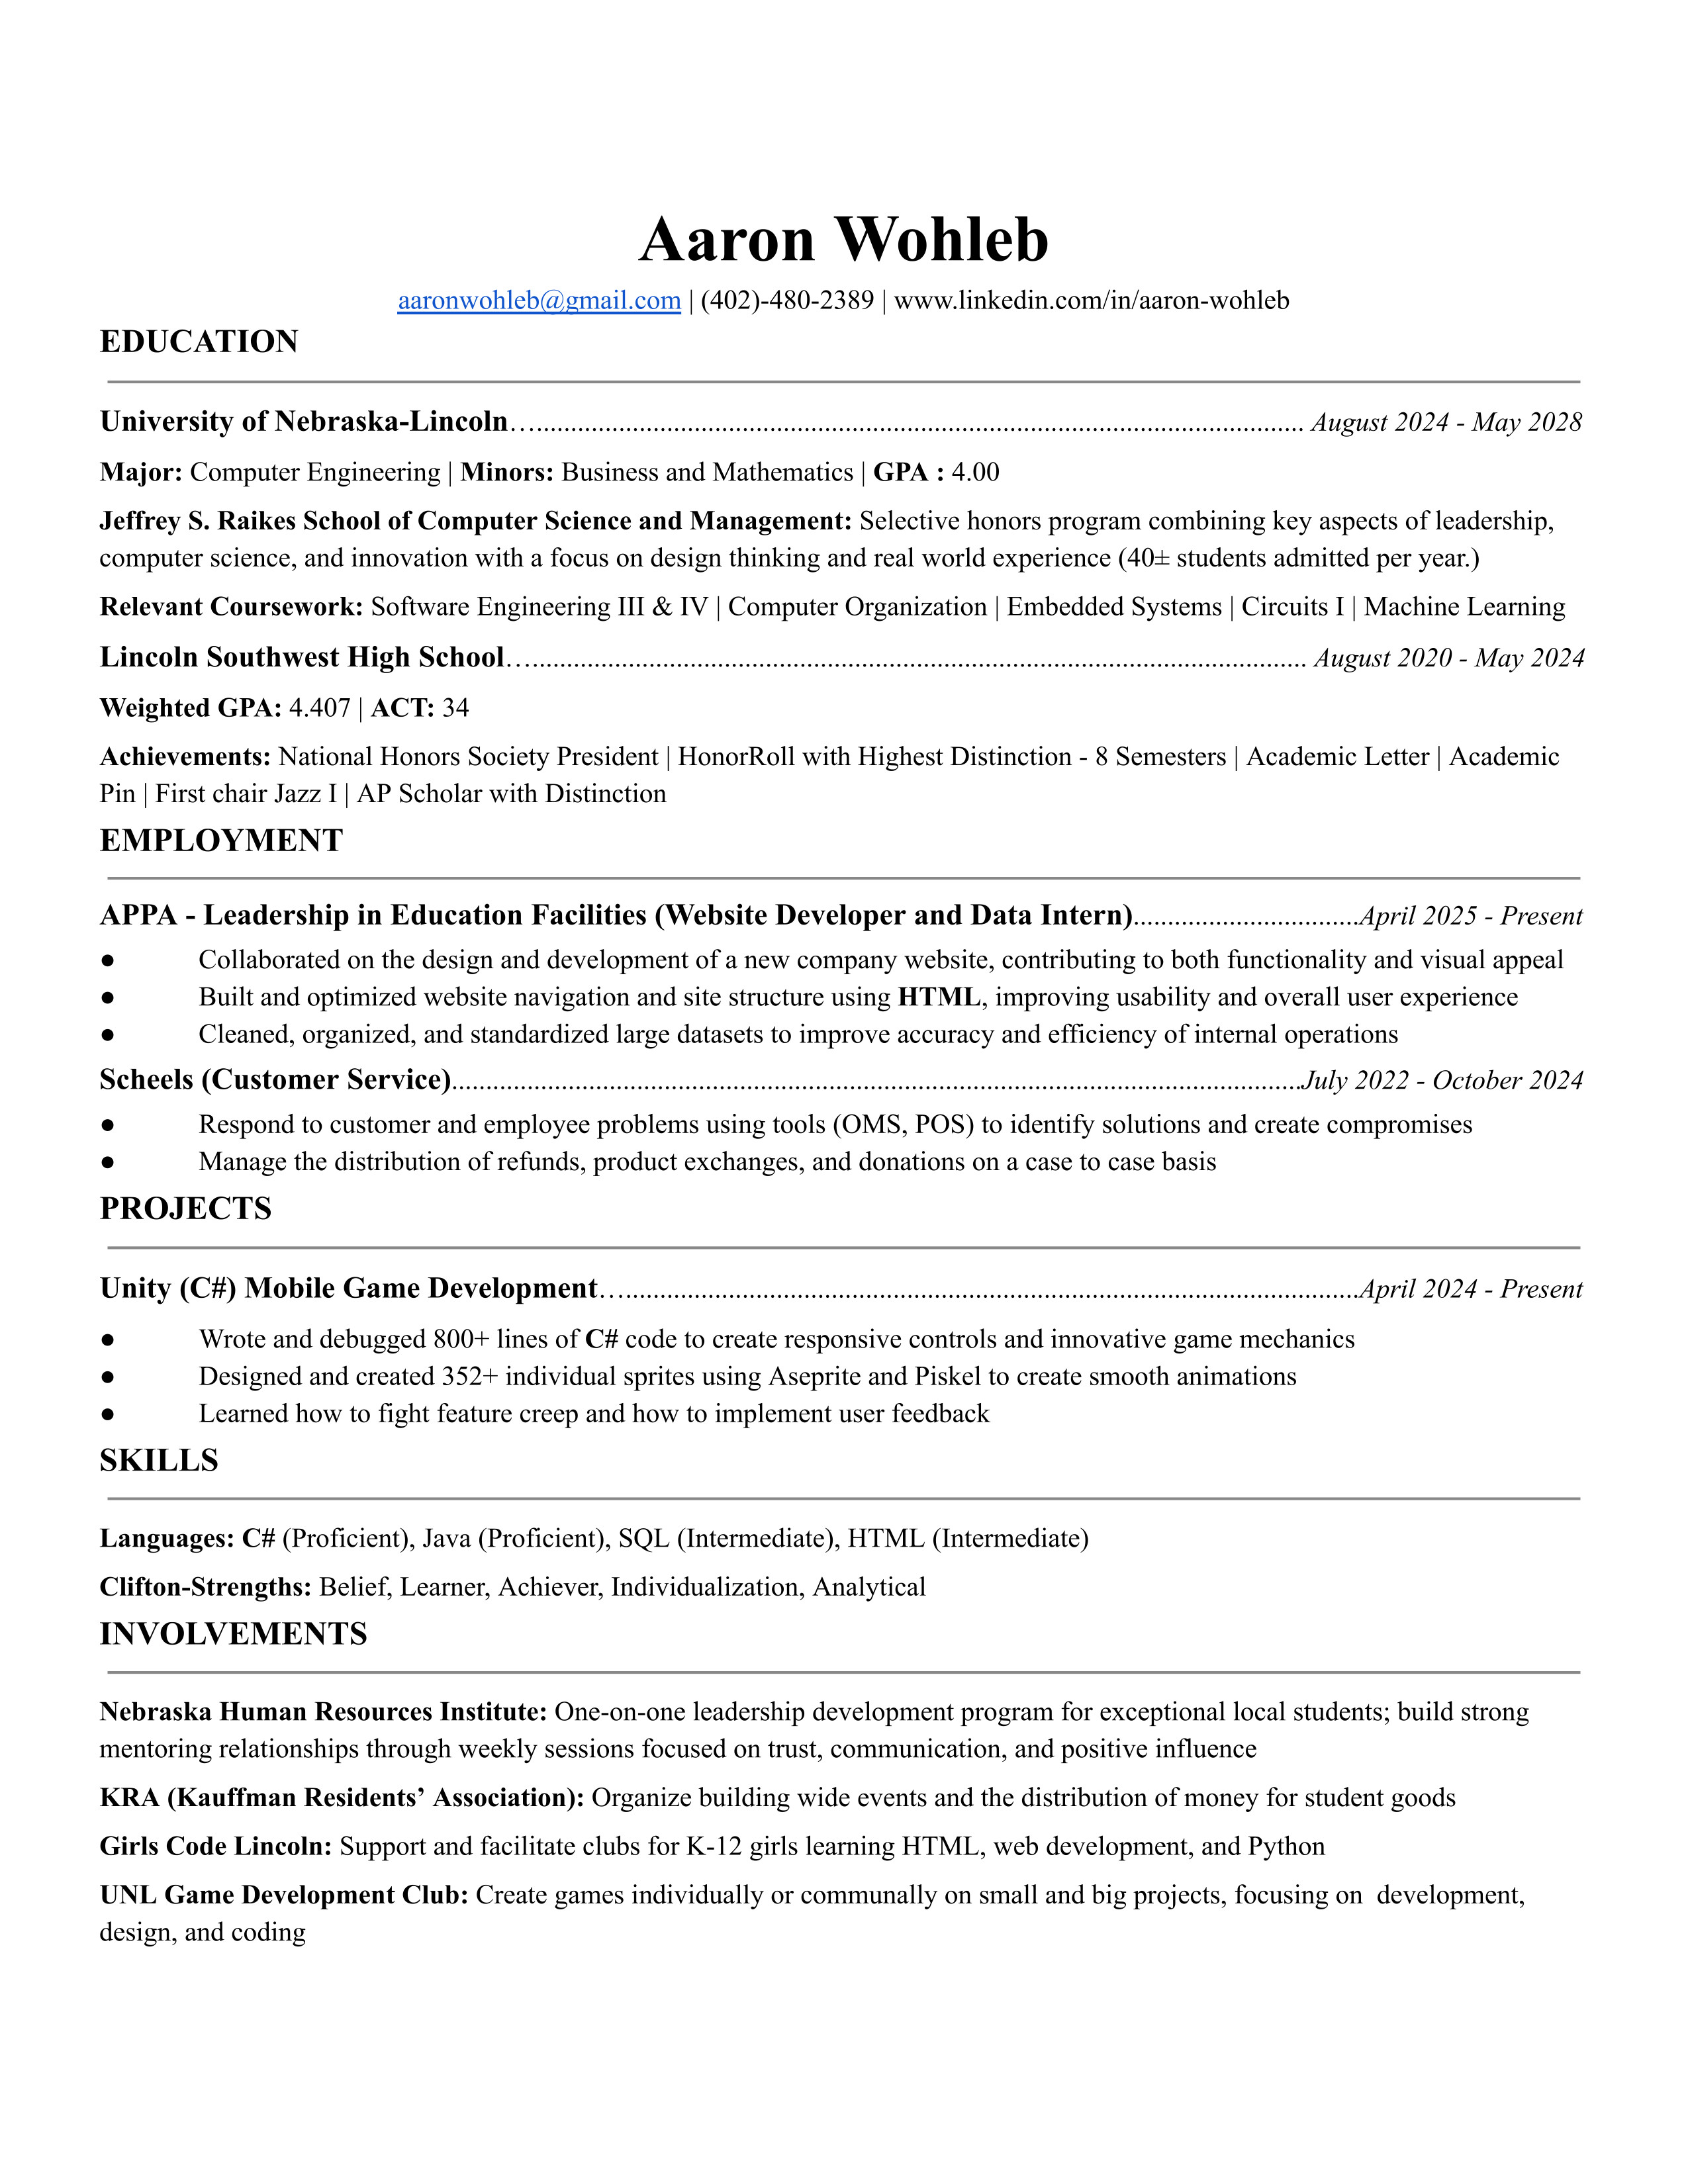 Aaron Wohleb
aaronwohleb@gmail.com | (402)-480-2389 | www.linkedin.com/in/aaron-wohleb
EDUCATION
University of Nebraska-Lincoln…................................................................................................................ August 2024 - May 2028
Major: Computer Engineering | Minors: Business and Mathematics | GPA : 4.00
Jeffrey S. Raikes School of Computer Science and Management: Selective honors program combining key aspects of leadership,
computer science, and innovation with a focus on design thinking and real world experience (40± students admitted per year.)
Relevant Coursework: Software Engineering III & IV | Computer Organization | Embedded Systems | Circuits I | Machine Learning
Lincoln Southwest High School…................................................................................................................. August 2020 - May 2024
Weighted GPA: 4.407 | ACT: 34
Achievements: National Honors Society President | HonorRoll with Highest Distinction - 8 Semesters | Academic Letter | Academic
Pin | First chair Jazz I | AP Scholar with Distinction
EMPLOYMENT
APPA - Leadership in Education Facilities (Website Developer and Data Intern).................................April 2025 - Present
● Collaborated on the design and development of a new company website, contributing to both functionality and visual appeal
● Built and optimized website navigation and site structure using HTML, improving usability and overall user experience
● Cleaned, organized, and standardized large datasets to improve accuracy and efficiency of internal operations
Scheels (Customer Service)............................................................................................................................July 2022 - October 2024
● Respond to customer and employee problems using tools (OMS, POS) to identify solutions and create compromises
● Manage the distribution of refunds, product exchanges, and donations on a case to case basis
PROJECTS
Unity (C#) Mobile Game Development…...........................................................................................................April 2024 - Present
● Wrote and debugged 800+ lines of C# code to create responsive controls and innovative game mechanics
● Designed and created 352+ individual sprites using Aseprite and Piskel to create smooth animations
● Learned how to fight feature creep and how to implement user feedback
SKILLS
Languages: C# (Proficient), Java (Proficient), SQL (Intermediate), HTML (Intermediate)
Clifton-Strengths: Belief, Learner, Achiever, Individualization, Analytical
INVOLVEMENTS
Nebraska Human Resources Institute: One-on-one leadership development program for exceptional local students; build strong
mentoring relationships through weekly sessions focused on trust, communication, and positive influence
KRA (Kauffman Residents’ Association): Organize building wide events and the distribution of money for student goods
Girls Code Lincoln: Support and facilitate clubs for K-12 girls learning HTML, web development, and Python
UNL Game Development Club: Create games individually or communally on small and big projects, focusing on  development,
design, and coding